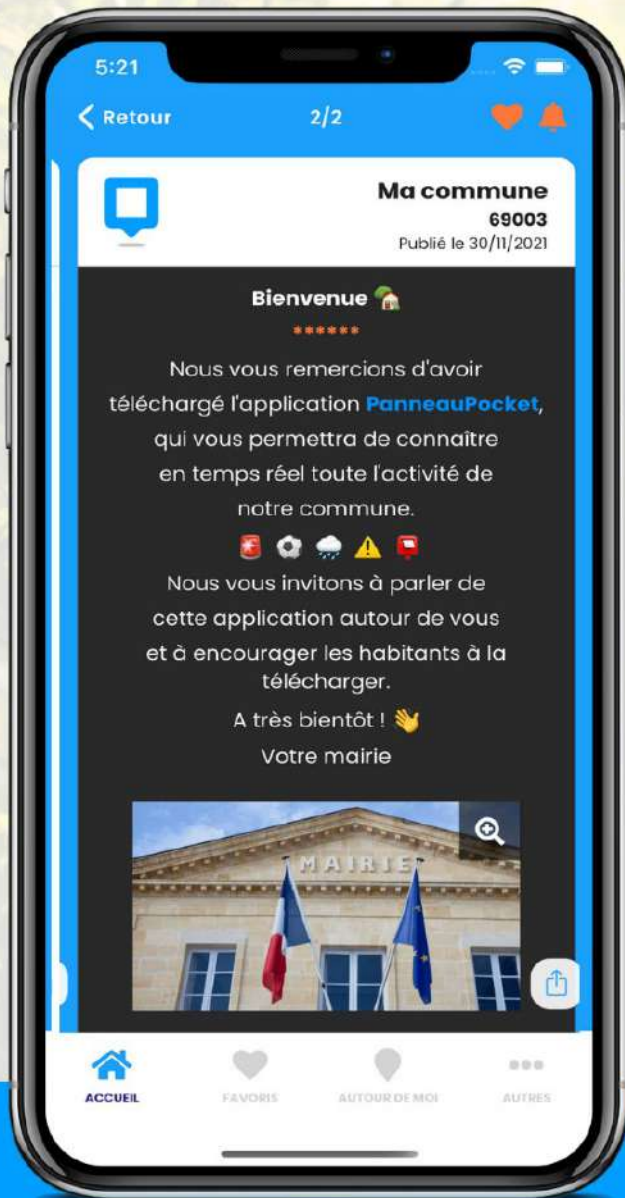 5:21
Retour
2/2
Ma commune
69003
Publié le 30/11/2021
Bienvenue 🏡
******
Nous vous remercions d'avoir
téléchargé l'application PanneauPocket,
qui vous permettra de connaître
en temps réel toute l'activité de
notre commune.
🚨 ⚽ 🌧️ ⚠️ 📮
Nous vous invitons à parler de
cette application autour de vous
et à encourager les habitants à la
télécharger.
A très bientôt ! 👋
Votre mairie
MAIRIE
ACCUEIL
FAVORIS
AUTOUR DE MOI
AUTRES